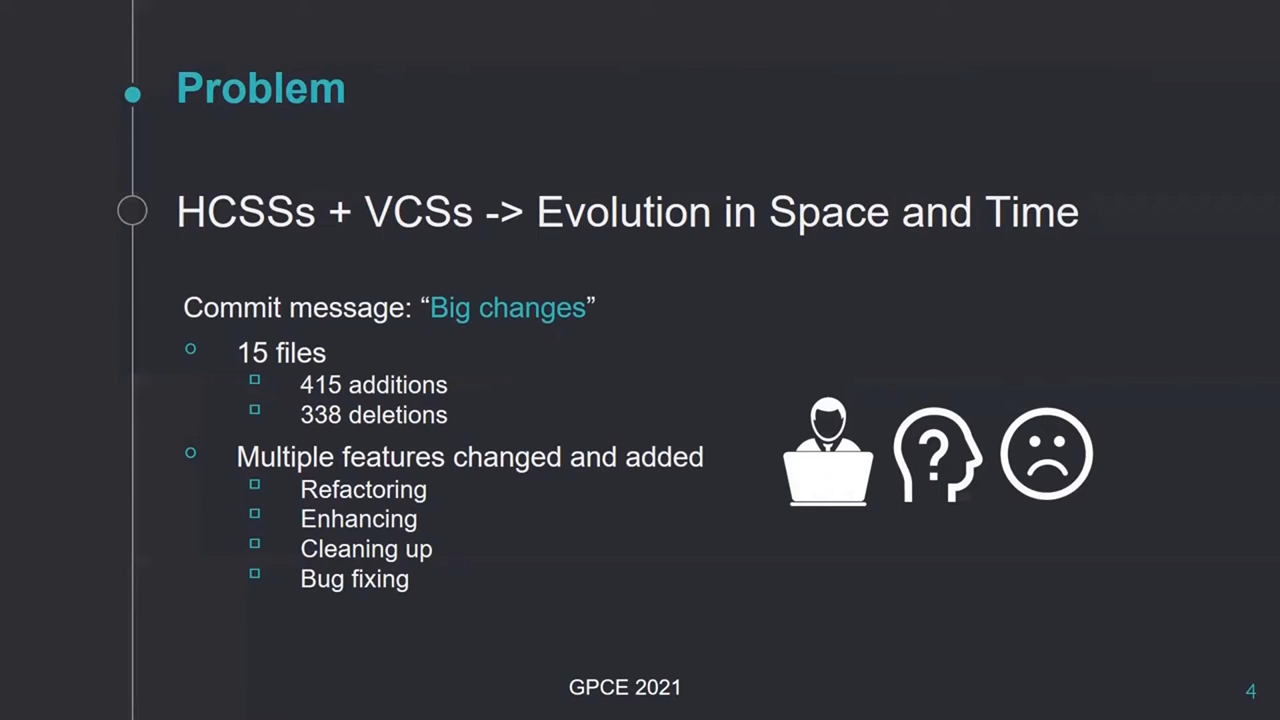 Problem
HCSSs + VCSs -> Evolution in Space and Time
Commit message: “Big changes”
15 files
415 additions
338 deletions
Multiple features changed and added
Refactoring
Enhancing
Cleaning up
Bug fixing
?
GPCE 2021
4